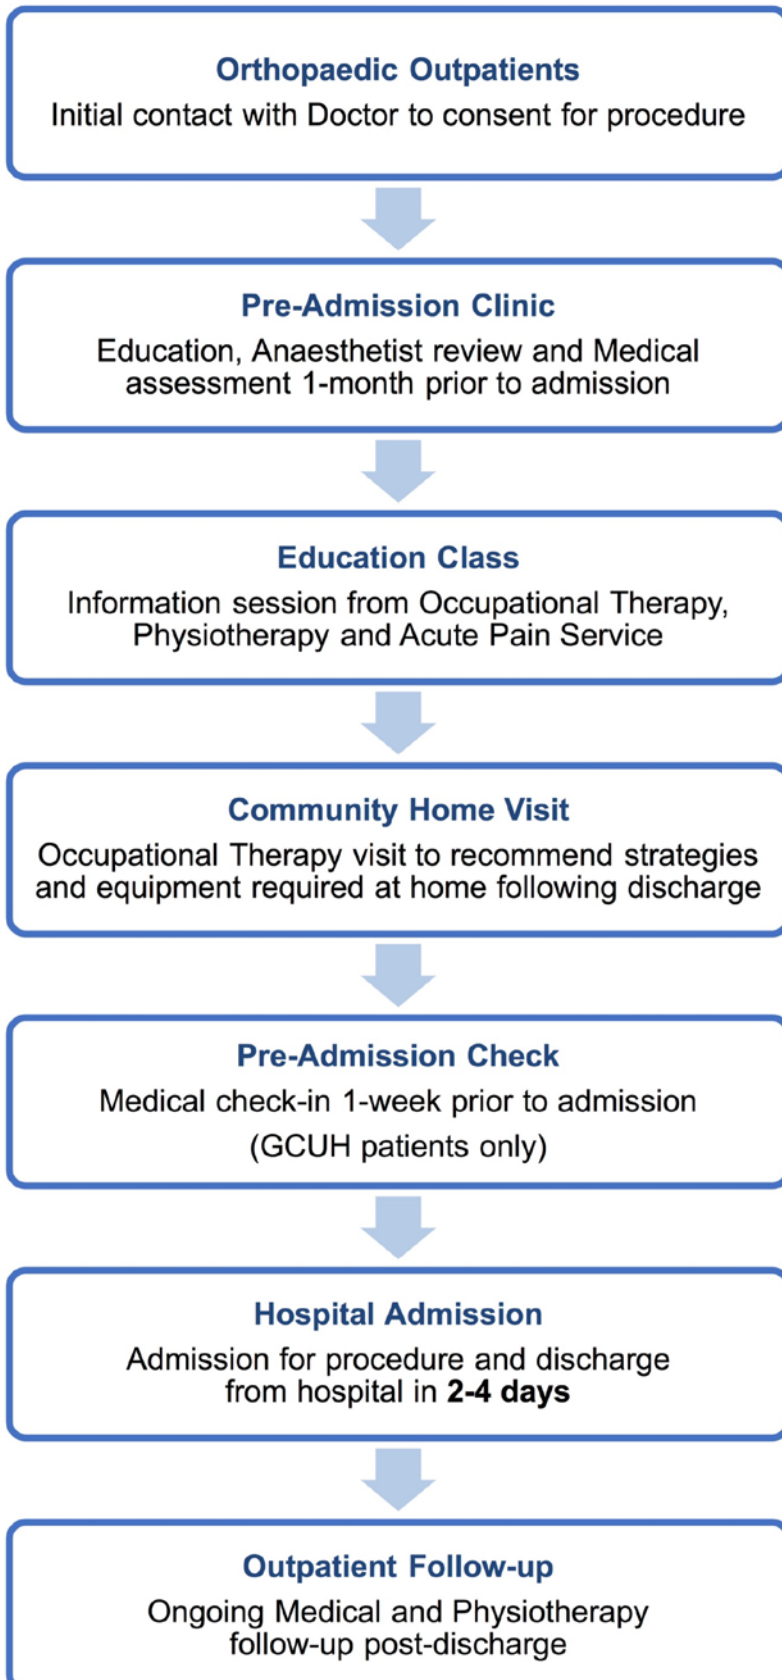 Orthopaedic Outpatients
Initial contact with Doctor to consent for procedure
Pre-Admission Clinic
Education, Anaesthetist review and Medical
assessment 1-month prior to admission
Education Class
Information session from Occupational Therapy,
Physiotherapy and Acute Pain Service
Community Home Visit
Occupational Therapy visit to recommend strategies
and equipment required at home following discharge
Pre-Admission Check
Medical check-in 1-week prior to admission
(GCUH patients only)
Hospital Admission
Admission for procedure and discharge
from hospital in 2-4 days
Outpatient Follow-up
Ongoing Medical and Physiotherapy
follow-up post-discharge